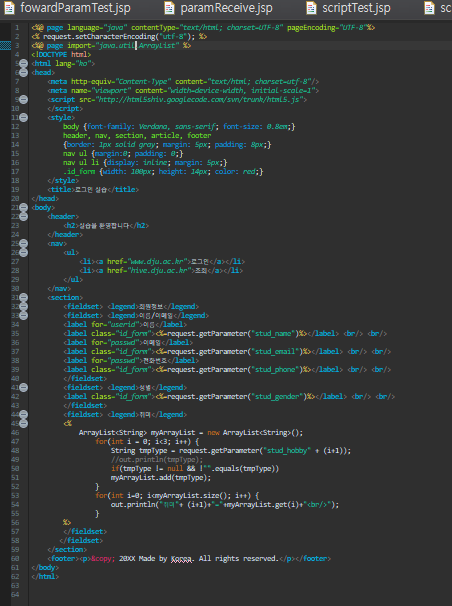 fowardParamTest.jsp paramReceive.jsp scriptTest.jsp sc
1 <%@ page language="java" contentType="text/html; charset=UTF-8" pageEncoding="UTF-8"%>
2 <% request.setCharacterEncoding("utf-8"); %>
3 <%@ page import="java.util.ArrayList" %>
4 <!DOCTYPE html>
5 <html lang="ko">
6 <head>
7 <meta http-equiv="Content-Type" content="text/html; charset=utf-8"/>
8 <meta name="viewport" content="width=device-width, initial-scale=1">
9 <script src="http://html5shiv.googlecode.com/svn/trunk/html5.js">
10 </script>
11 <style>
12 body {font-family: Verdana, sans-serif; font-size: 0.8em;}
13 header, nav, section, article, footer
14 {border: 1px solid gray; margin: 5px; padding: 8px;}
15 nav ul {margin:0; padding: 0;}
16 nav ul li {display: inline; margin: 5px;}
17 .id_form {width: 100px; height: 14px; color: red;}
18 </style>
19 <title>로그인 실습</title>
20 </head>
21 <body>
22 <header>
23 <h2>실습을 환영합니다</h2>
24 </header>
25 <nav>
26 <ul>
27 <li><a href="www.dju.ac.kr">로그인</a></li>
28 <li><a href="hive.dju.ac.kr">조회</a></li>
29 </ul>
30 </nav>
31 <section>
32 <fieldset> <legend>회원정보</legend>
33 <fieldset> <legend>이름/이메일</legend>
34 <label for="userid">이름</label>
35 <label class="id_form"><%=request.getParameter("stud_name")%></label> <br/> <br/>
36 <label for="passwd">이메일</label>
37 <label class="id_form"><%=request.getParameter("stud_email")%></label> <br/> <br/>
38 <label for="passwd">전화번호</label>
39 <label class="id_form"><%=request.getParameter("stud_phone")%></label> <br/> <br/>
40 </fieldset>
41 <fieldset> <legend>성별</legend>
42 <label class="id_form"><%=request.getParameter("stud_gender")%></label> <br/> <br/>
43 </fieldset>
44 <fieldset> <legend>취미</legend>
45 <%
46 ArrayList<String> myArrayList = new ArrayList<String>();
47 for(int i = 0; i<3; i++) {
48 String tmpType = request.getParameter("stud_hobby" + (i+1));
49 //out.println(tmpType);
50 if(tmpType != null && !"".equals(tmpType))
51 myArrayList.add(tmpType);
52 }
53 for(int i=0; i<myArrayList.size(); i++) {
54 out.println("취미"+ (i+1)+"="+myArrayList.get(i)+"<br/>");
55 }
56 %>
57 </fieldset>
58 </fieldset>
59 </section>
60 <footer><p>&copy; 20XX Made by Kgggg. All rights reserved.</p></footer>
61 </body>
62 </html>
63
64